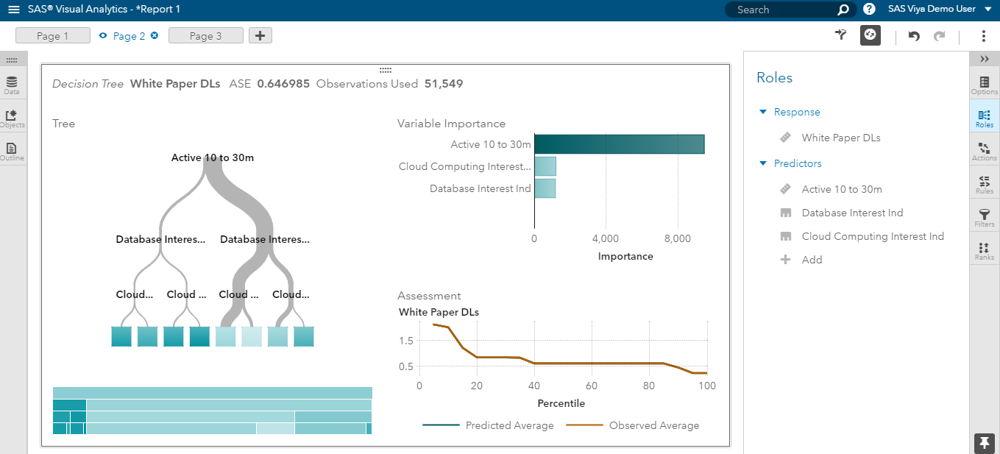 SAS® Visual Analytics - *Report 1
Search
SAS Viya Demo User
Page 1
Page 2
Page 3
Data
Objects
Outline
Decision Tree White Paper DLs ASE 0.646985 Observations Used 51,549
Tree
Active 10 to 30m
Database Interes... Database Interes...
Cloud... Cloud ... Cloud ... Cloud...
Variable Importance
Active 10 to 30m
Cloud Computing Interest...
Database Interest Ind
0 4,000 8,000
Importance
Assessment
White Paper DLs
1.5
0.5
0 20 40 60 80 100
Percentile
Predicted Average Observed Average
Roles
Response
White Paper DLs
Predictors
Active 10 to 30m
Database Interest Ind
Cloud Computing Interest Ind
Add
Options
Roles
Actions
Rules
Filters
Ranks